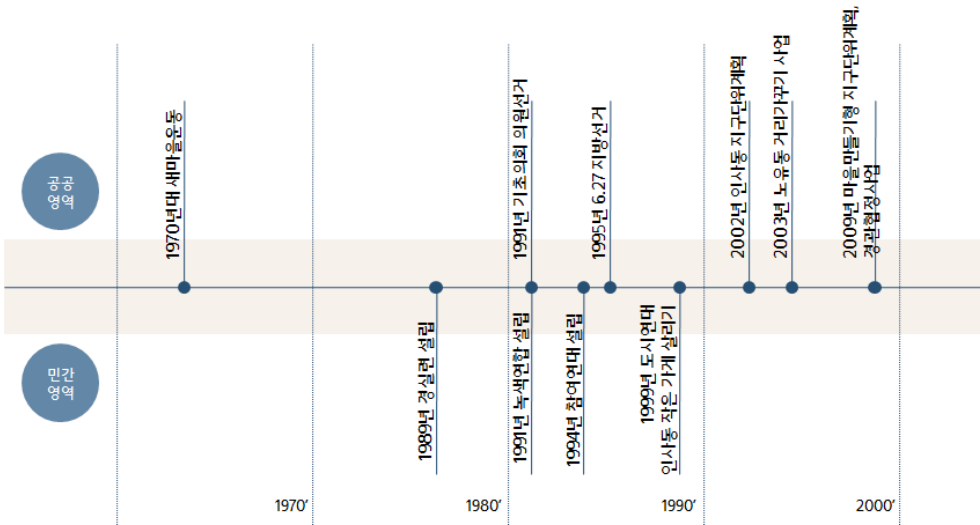 공공
영역
1970년대 새마을운동
1991년 기초의회 의원선거
1995년 6.27 지방선거
2002년 인사동 지구단위계획
2003년 노유동 거리가꾸기 사업
2009년 마을만들기형 지구단위계획,
경관협정사업
민간
영역
1989년 경실련 설립
1991년 녹색연합 설립
1994년 참여연대 설립
1999년 도시연대
인사동 작은 가게 살리기
1970'
1980'
1990'
2000'